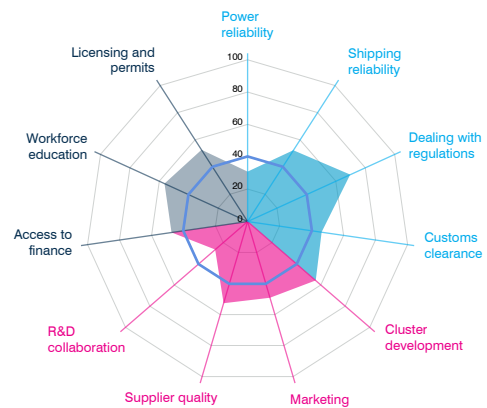 Power
reliability
Shipping
reliability
Dealing with
regulations
Customs
clearance
Cluster
development
Marketing
Supplier quality
R&D
collaboration
Access to
finance
Workforce
education
Licensing and
permits
100
80
60
40
20
0